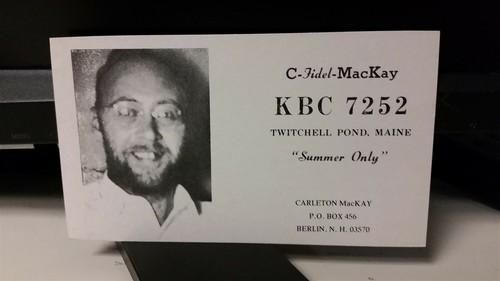 C-Fidel-MacKay
KBC 7252
TWITCHELL POND, MAINE
"Summer Only"
CARLETON MacKAY
P.O. BOX 456
BERLIN, N. H. 03570